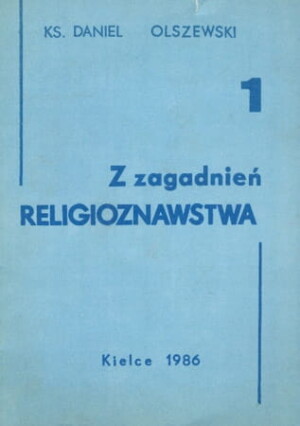 KS. DANIEL OLSZEWSKI
1
Z zagadnień
RELIGIOZNAWSTWA
Kielce 1986